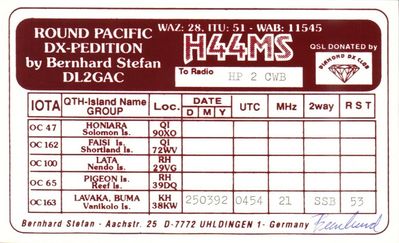 ROUND PACIFIC
DX-PEDITION
by Bernhard Stefan
DL2GAC
WAZ: 28, ITU: 51 - WAB: 11545
H44MS
QSL DONATED by
DIAMOND DX CLUB
To Radio HP 2 CWB
IOTA QTH-Island Name GROUP Loc. DATE D M Y UTC MHz 2way R S T
OC 47 HONIARA Solomon Is. QI 90XO
OC 162 FAISI Is. Shortland Is. QI 72WV
OC 100 LATA Nendo Is. RH 29VG
OC 65 PIGEON Is. Reef Is. RH 39DQ
OC 163 LAVAKA, BUMA Vanikolo Is. KH 38KW 250392 0454 21 SSB 53
Bernhard Stefan - Aachstr. 25 D-7772 UHLDINGEN 1- Germany